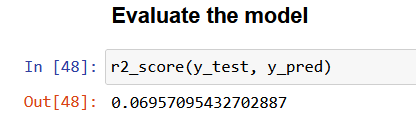 Evaluate the model
In [48]: r2_score(y_test, y_pred)
Out[48]: 0.06957095432702887